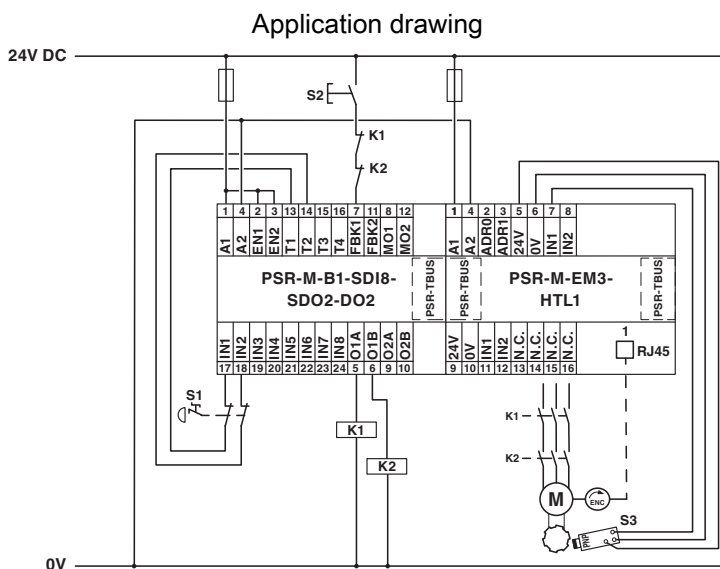 Application drawing
24V DC
S2
K1
K2
1 4 2 3 13 14 15 16 7 11 8 12
A1 A2 EN1 EN2 T1 T2 T3 T4 FBK1 FBK2 MO1 MO2
1 4 2 3 5 6 7 8
A1 A2 ADR0 ADR1 24V 0V IN1 IN2
PSR-M-B1-SDI8-
SDO2-DO2
PSR-TBUS
PSR-TBUS
PSR-M-EM3-
HTL1
PSR-TBUS
IN1 IN2 IN3 IN4 IN5 IN6 IN7 IN8 O1A O1B O2A O2B
17 18 19 20 21 22 23 24 5 6 9 10
24V 0V IN1 IN2 N.C. N.C. N.C. N.C.
9 10 11 12 13 14 15 16
1
RJ45
S1
K1
K2
K1
K2
M
ENC
S3
PNP
0V